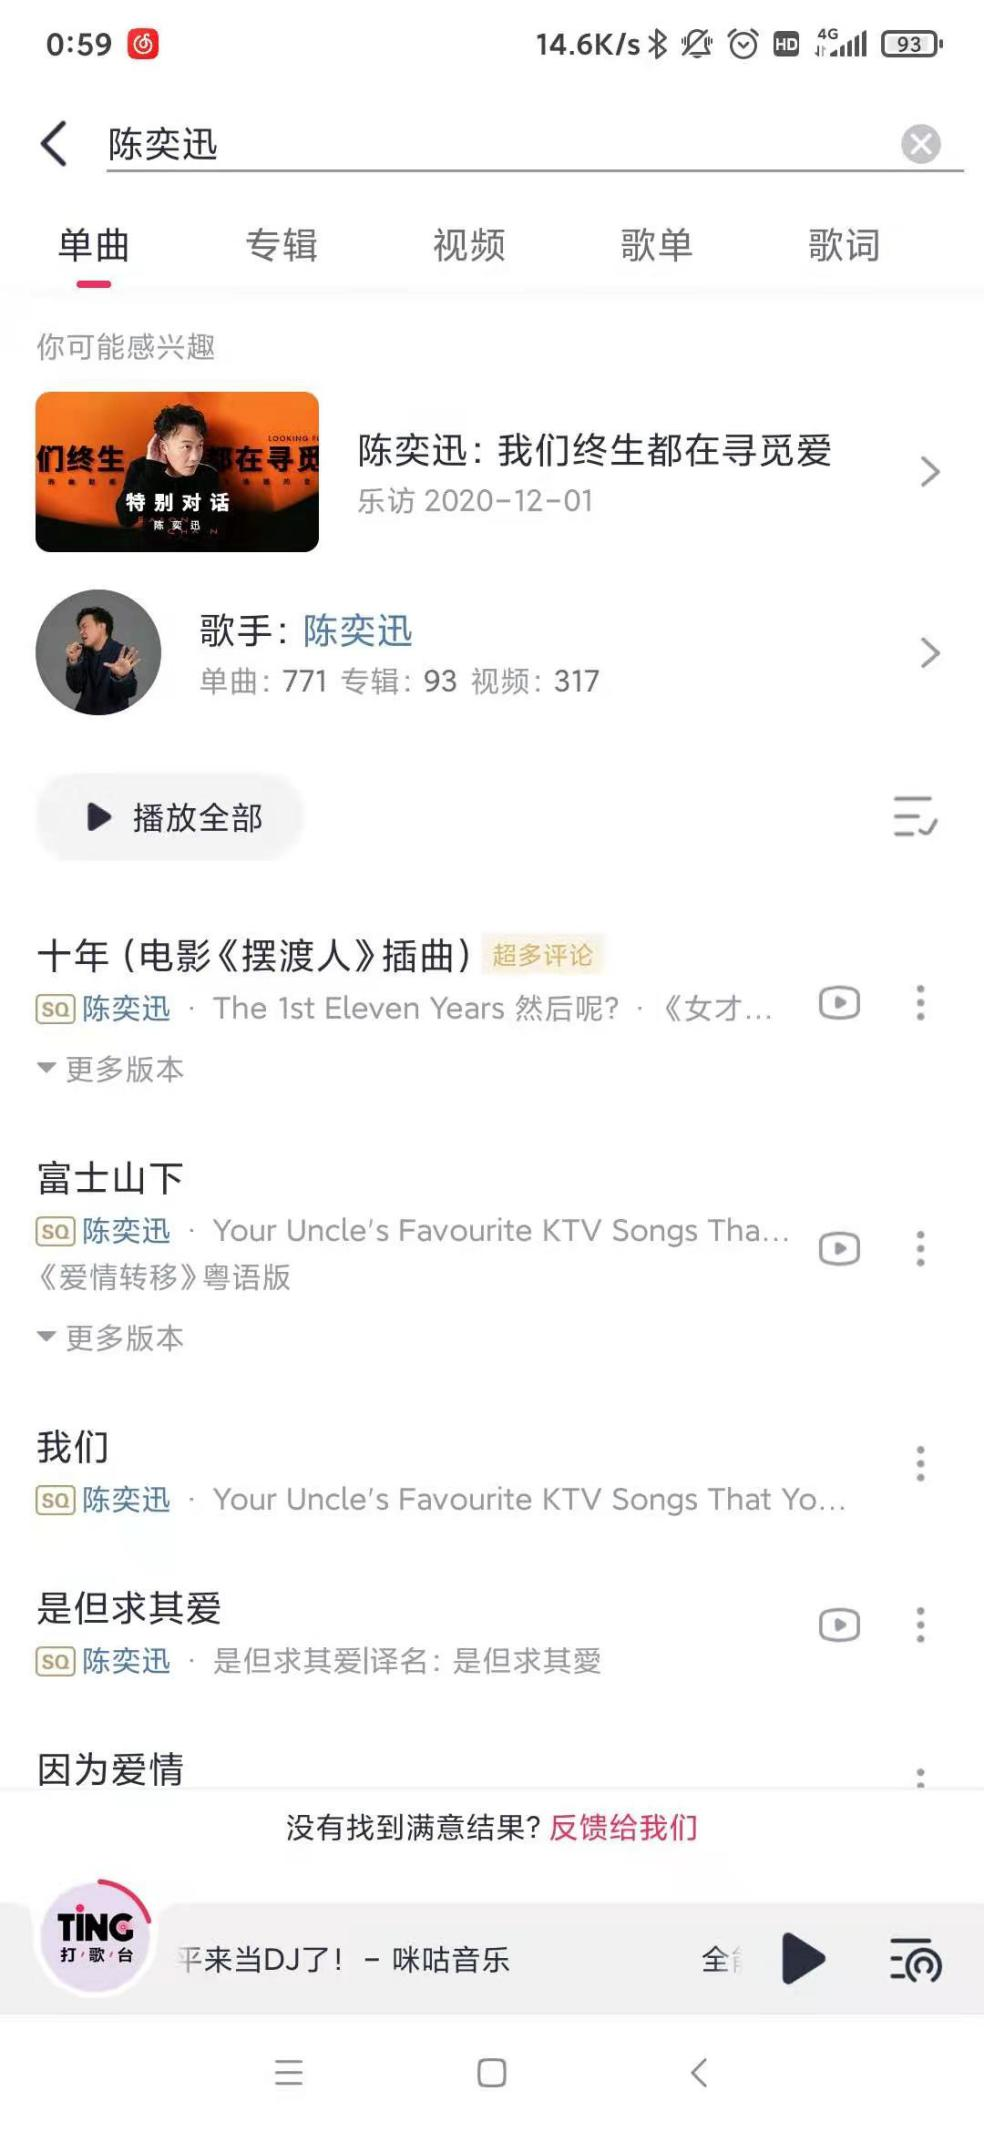 0:59 14.6K/s HD 4G 93
陈奕迅
单曲 专辑 视频 歌单 歌词
你可能感兴趣
LOOKING
们终生 都在寻觅
特别对话
陈奕迅
陈奕迅：我们终生都在寻觅爱
乐访 2020-12-01
歌手：陈奕迅
单曲：771 专辑：93 视频：317
播放全部
十年（电影《摆渡人》插曲） 超多评论
SQ 陈奕迅 · The 1st Eleven Years 然后呢？ · 《女才...
更多版本
富士山下
SQ 陈奕迅 · Your Uncle's Favourite KTV Songs Tha...
《爱情转移》粤语版
更多版本
我们
SQ 陈奕迅 · Your Uncle's Favourite KTV Songs That Yo...
是但求其爱
SQ 陈奕迅 · 是但求其爱|译名：是但求其愛
因为爱情
没有找到满意结果？反馈给我们
TING
打歌台
平来当DJ了！ - 咪咕音乐 全